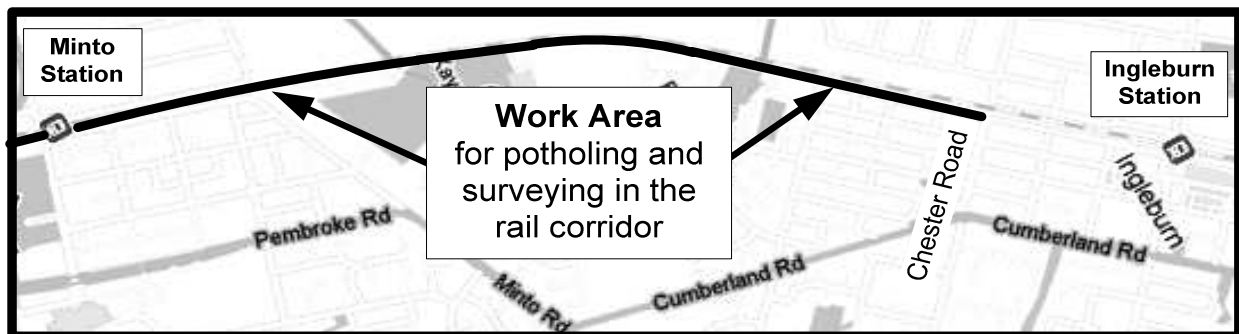 Minto
Station
Ingleburn
Station
Work Area
for potholing and
surveying in the
rail corridor
Pembroke Rd
Minto Rd
Cumberland Rd
Chester Road
Cumberland Rd
Ingleburn